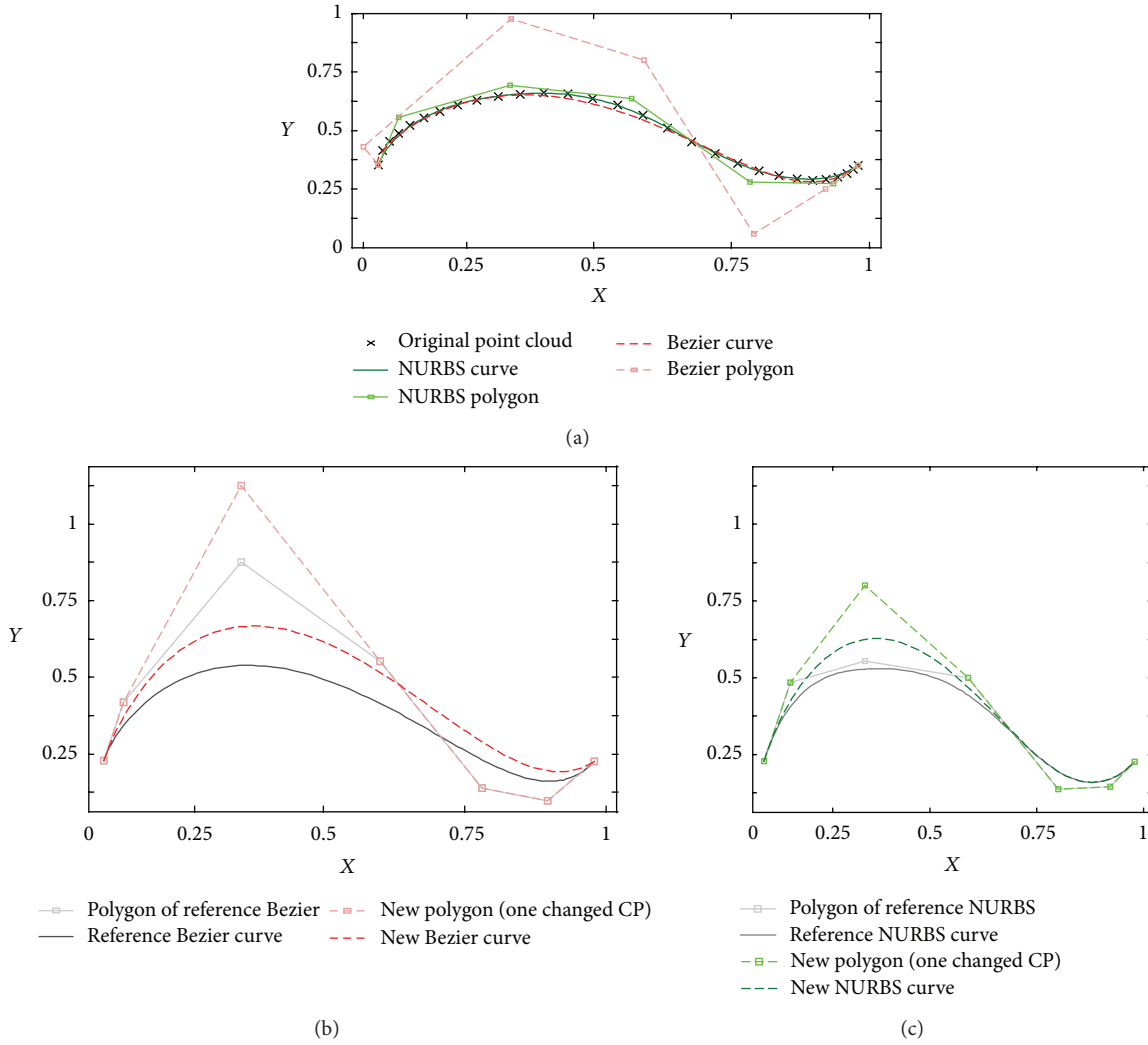 1
0.75
0.5
0.25
0
Y
0 0.25 0.5 0.75 1
X
Original point cloud
NURBS curve
NURBS polygon
Bezier curve
Bezier polygon
(a)
1
0.75
0.5
0.25
Y
0 0.25 0.5 0.75 1
X
Polygon of reference Bezier
Reference Bezier curve
New polygon (one changed CP)
New Bezier curve
(b)
1
0.75
0.5
0.25
Y
0 0.25 0.5 0.75 1
X
Polygon of reference NURBS
Reference NURBS curve
New polygon (one changed CP)
New NURBS curve
(c)